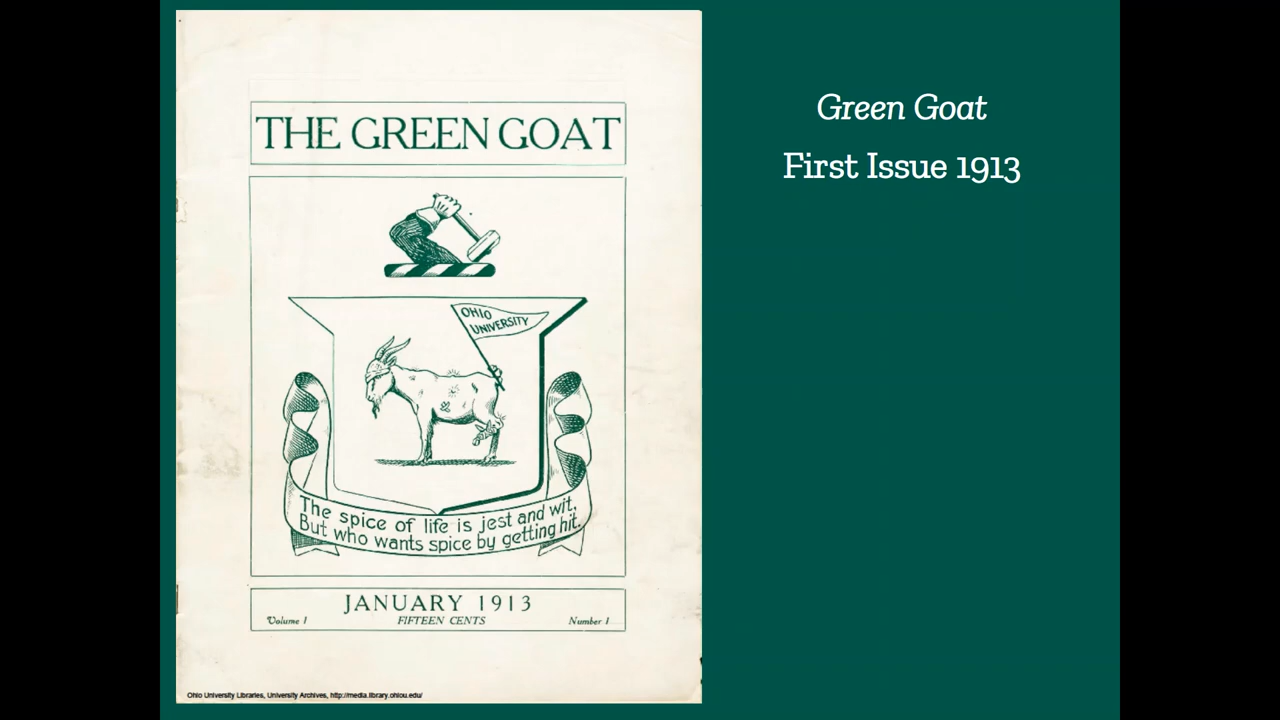 THE GREEN GOAT
OHIO
UNIVERSITY
The spice of life is jest and wit,
But who wants spice by getting hit.
JANUARY 1913
Volume 1
FIFTEEN CENTS
Number 1
Ohio University Libraries, University Archives, http://media.library.ohiou.edu/
Green Goat
First Issue 1913